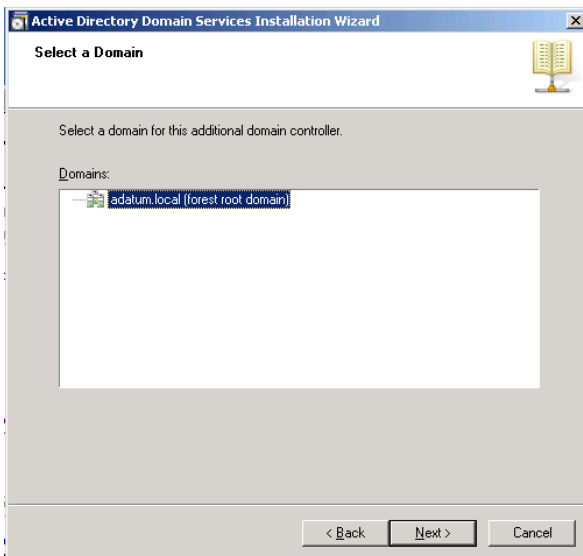 Active Directory Domain Services Installation Wizard
Select a Domain
Select a domain for this additional domain controller.
Domains:
adatum.local (forest root domain)
< Back Next > Cancel